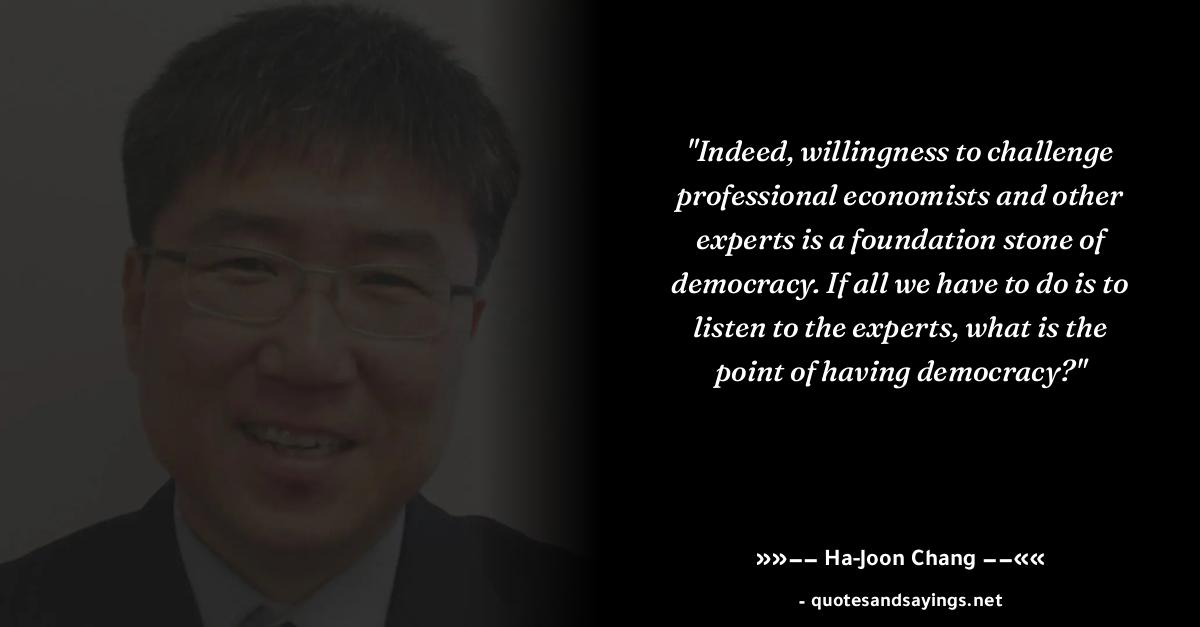 "Indeed, willingness to challenge
professional economists and other
experts is a foundation stone of
democracy. If all we have to do is to
listen to the experts, what is the
point of having democracy?"
»»−− Ha-Joon Chang −−««
- quotesandsayings.net